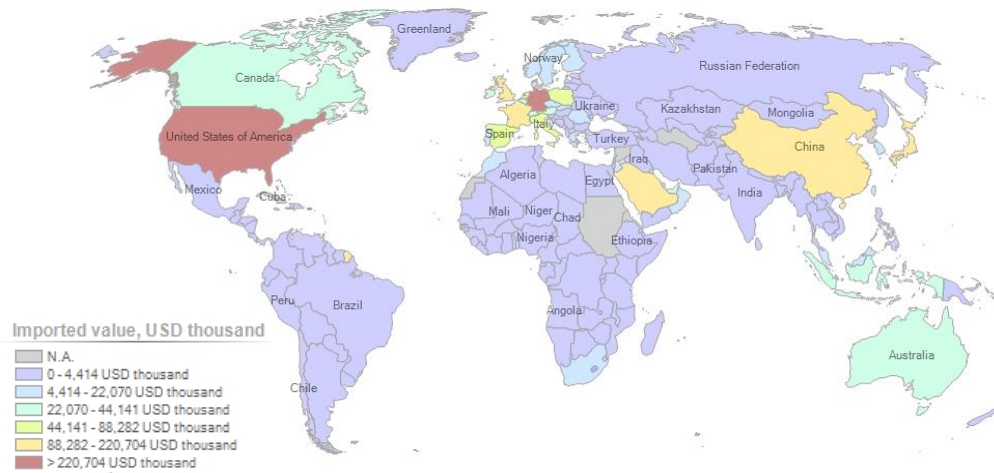 Greenland
Norway
Russian Federation
Canada
Ukraine
Kazakhstan
Mongolia
United States of America
Spain
Italy
Turkey
China
Iraq
Pakistan
Algeria
Egypt
India
Mexico
Cuba
Mali
Niger
Chad
Nigeria
Ethiopia
Peru
Brazil
Angola
Australia
Chile
Imported value, USD thousand
N.A.
0 - 4,414 USD thousand
4,414 - 22,070 USD thousand
22,070 - 44,141 USD thousand
44,141 - 88,282 USD thousand
88,282 - 220,704 USD thousand
> 220,704 USD thousand